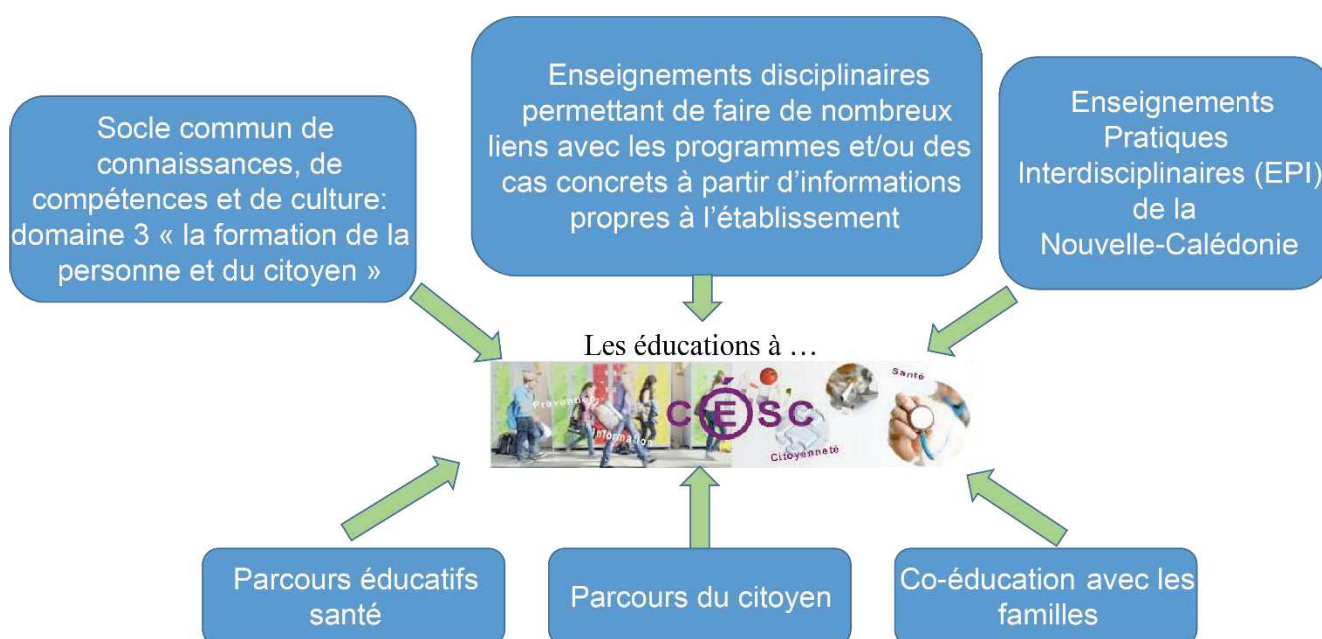 Socle commun de
connaissances, de
compétences et de culture:
domaine 3 « la formation de la
personne et du citoyen »
Enseignements disciplinaires
permettant de faire de nombreux
liens avec les programmes et/ou des
cas concrets à partir d'informations
propres à l'établissement
Enseignements
Pratiques
Interdisciplinaires (EPI)
de la
Nouvelle-Calédonie
Les éducations à …
Prévention
Information
CÉSC
Citoyenneté
Santé
Parcours éducatifs
santé
Parcours du citoyen
Co-éducation avec les
familles